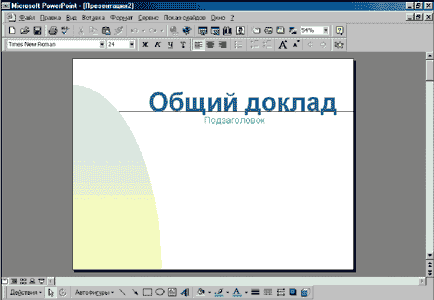 Microsoft PowerPoint - [Презентация2]
Файл Правка Вид Вставка Формат Сервис Показ слайдов Окно ?
54%
Times New Roman 24 Ж К Ч
Общий доклад
Подзаголовок
Действия Автофигуры